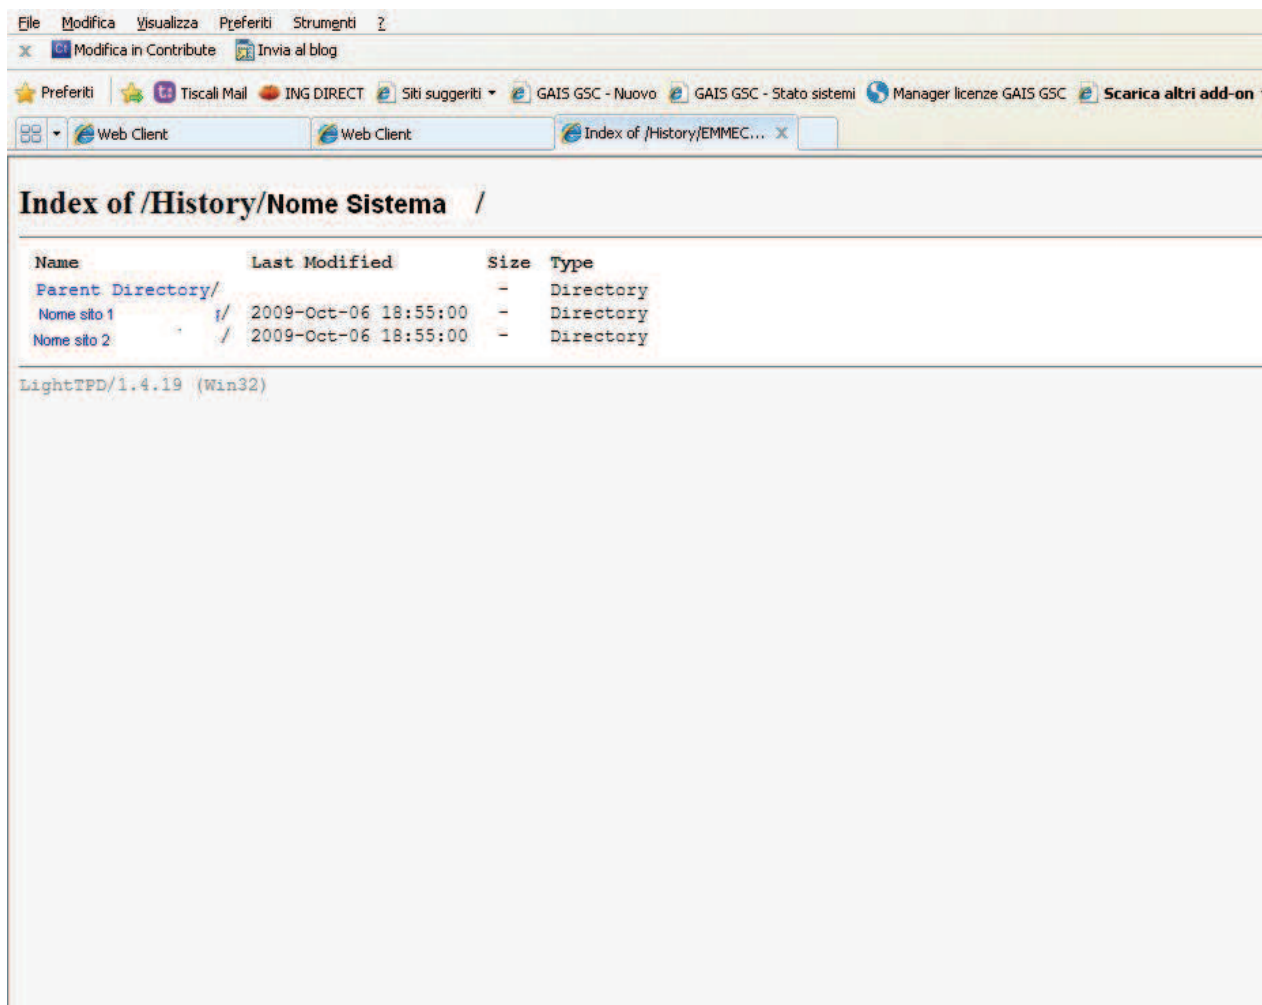 File Modifica Visualizza Preferiti Strumenti ?
x Modifica in Contribute Invia al blog
Preferiti Tiscali Mail ING DIRECT Siti suggeriti GAIS GSC - Nuovo GAIS GSC - Stato sistemi Manager licenze GAIS GSC Scarica altri add-on
Web Client Web Client Index of /History/EMMEC... x
Index of /History/Nome Sistema /
Name Last Modified Size Type
Parent Directory/ - Directory
Nome sito 1 / 2009-Oct-06 18:55:00 - Directory
Nome sito 2 / 2009-Oct-06 18:55:00 - Directory
LightTPD/1.4.19 (Win32)